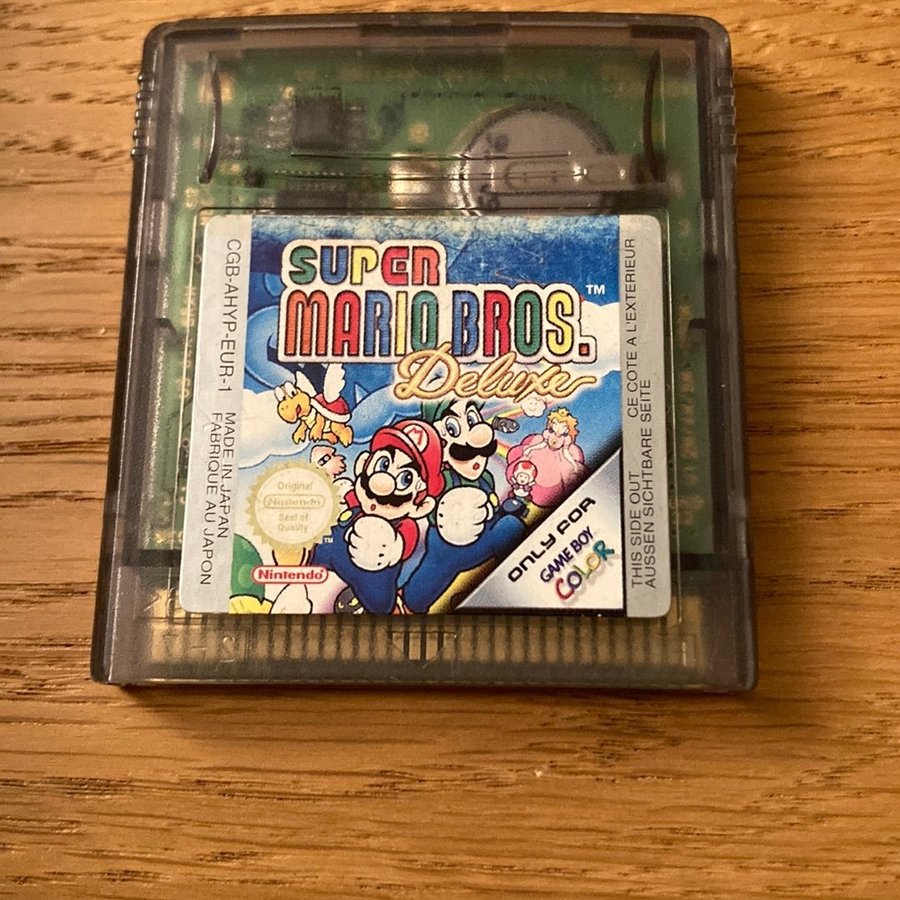 SUPER
MARIO BROS.
TM
Deluxe
CGB-AHYP-EUR-1 MADE IN JAPAN
FABRIQUE AU JAPON
Original
Nintendo
Seal of
Quality
TM
Nintendo
M
ONLY FOR
GAME BOY
COLOR
THIS SIDE OUT CE COTE A L'EXTERIEUR
AUSSEN SICHTBARE SEITE